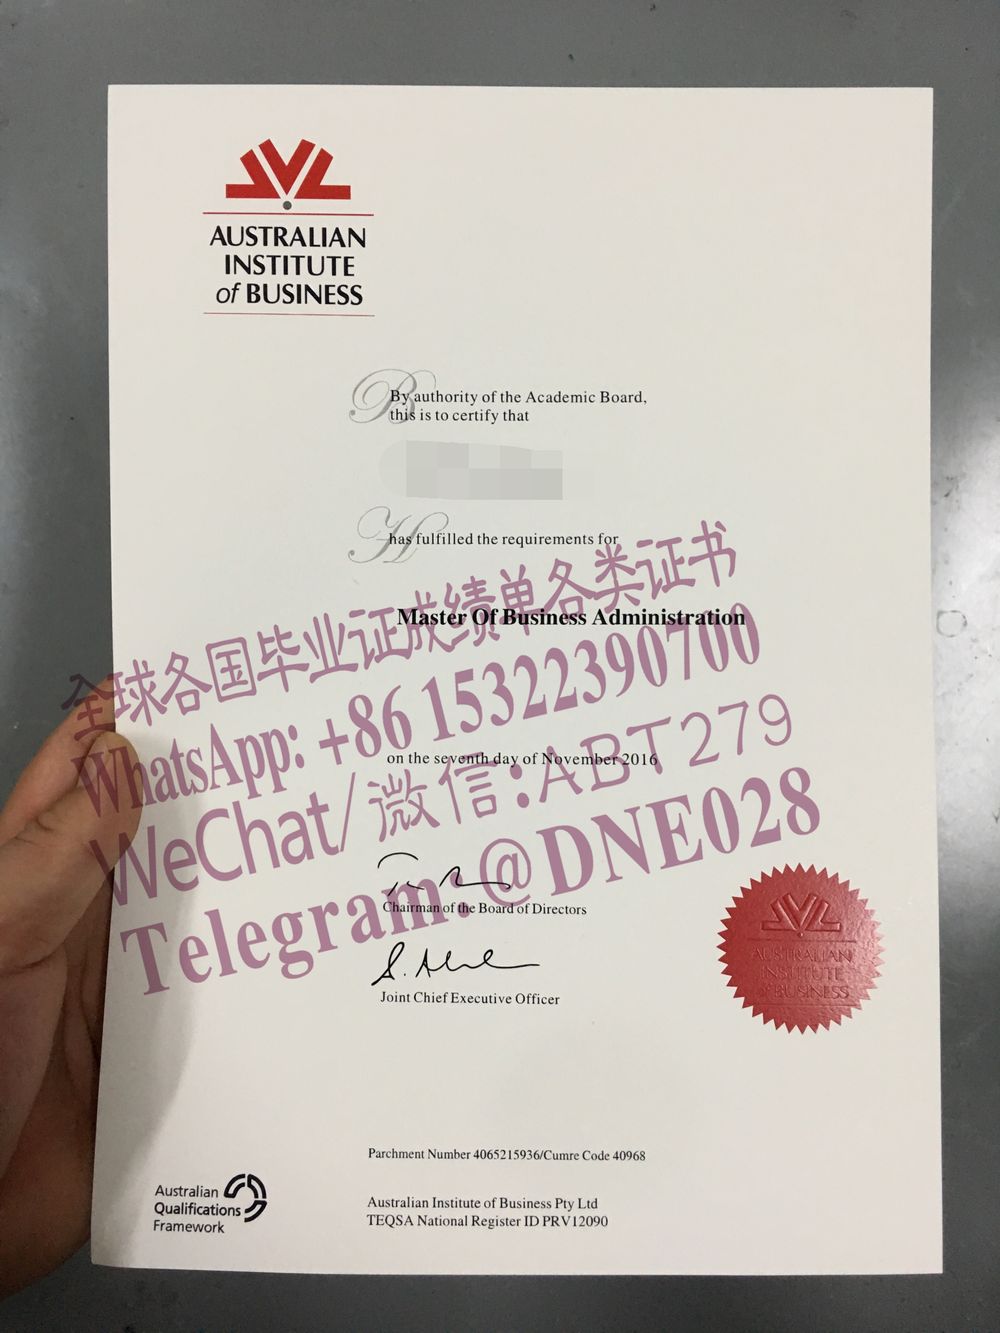 AUSTRALIAN
INSTITUTE
of BUSINESS
By authority of the Academic Board,
this is to certify that
has fulfilled the requirements for
全球各国毕业证成绩单各类证书
Master Of Business Administration
WhatsApp: +86 15322390700
on the seventh day of November 2016
WeChat/微信:ABT279
Telegram:@DNE028
Chairman of the Board of Directors
S. Abel
Joint Chief Executive Officer
AUSTRALIAN
INSTITUTE
of BUSINESS
Parchment Number 4065215936/Cumre Code 40968
Australian
Qualifications
Framework
Australian Institute of Business Pty Ltd
TEQSA National Register ID PRV12090